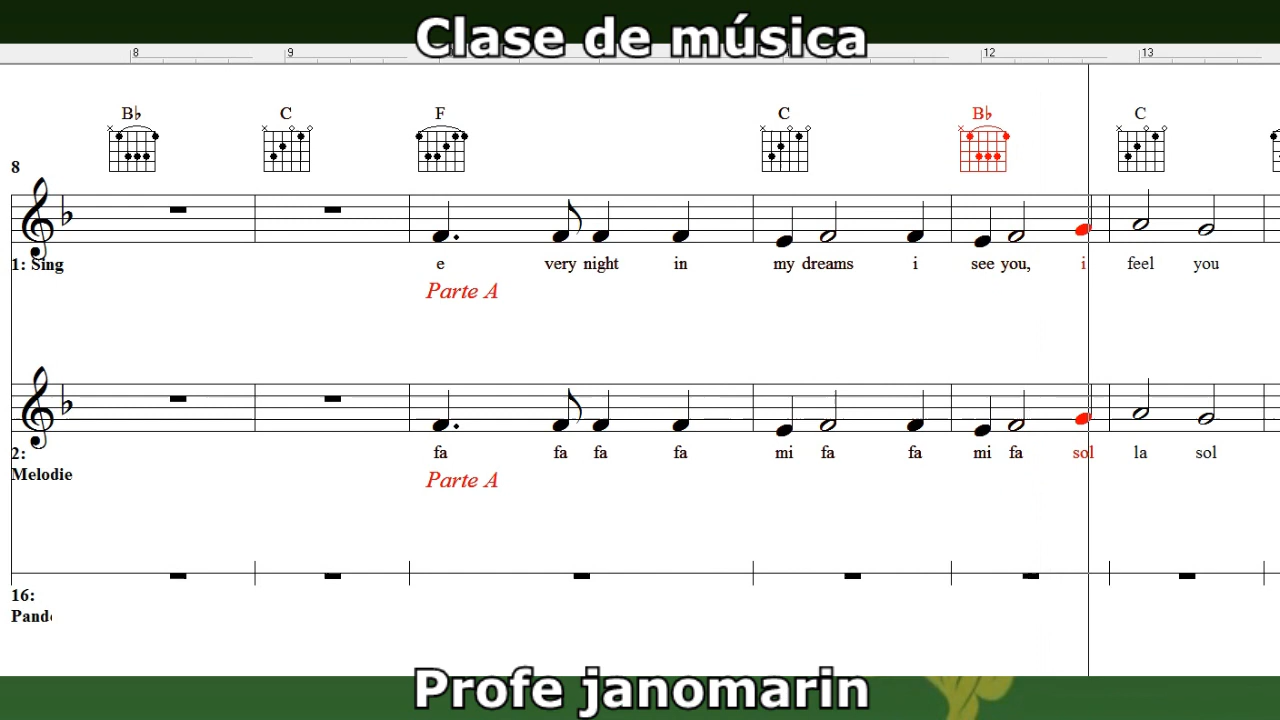 Clase de música
8 9 12 13
B♭ C F C B♭ C
8
1: Sing
e very night in my dreams i see you, i feel you
Parte A
2:
Melodie
fa fa fa fa mi fa fa mi fa sol la sol
Parte A
16:
Profe janomarin